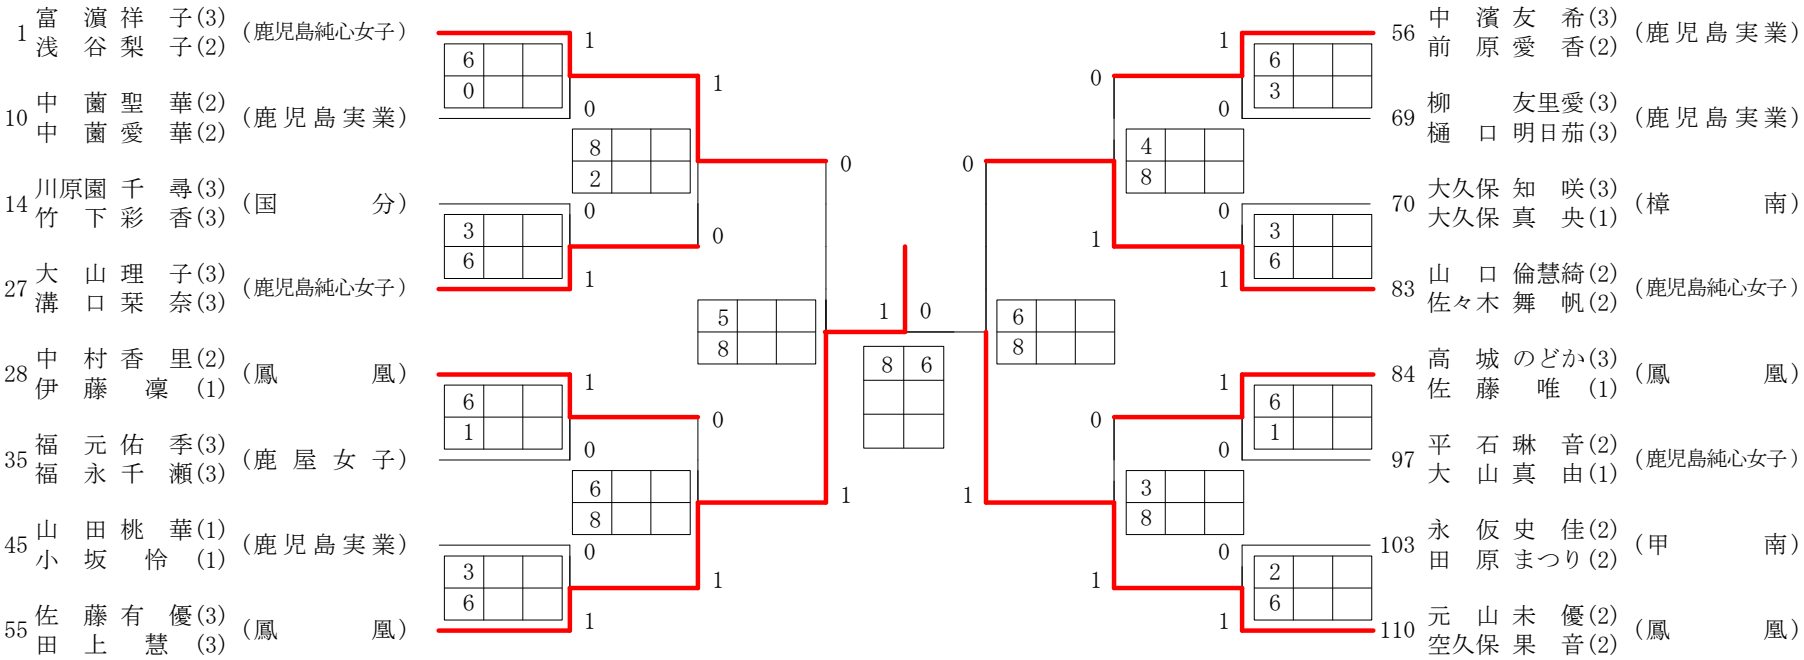 1 富濵祥子(3) (鹿児島純心女子)
浅谷梨子(2)
1
6
0
0
10 中薗聖華(2) (鹿児島実業)
中薗愛華(2)
1
8
2
0
14 川原園千尋(3) (国分)
竹下彩香(3)
0
3
6
1
27 大山理子(3) (鹿児島純心女子)
溝口栞奈(3)
0
5
8
28 中村香里(2) (鳳凰)
伊藤凜(1)
1
6
1
0
35 福元佑季(3) (鹿屋女子)
福永千瀬(3)
0
6
8
1
45 山田桃華(1) (鹿児島実業)
小坂怜(1)
0
3
6
1
55 佐藤有優(3) (鳳凰)
田上慧(3)
1
1 0
8 6
56 中濱友希(3) (鹿児島実業)
前原愛香(2)
1
6
3
0
69 柳友里愛(3) (鹿児島実業)
樋口明日茄(3)
0
4
8
1
70 大久保知咲(3) (樟南)
大久保真央(1)
0
3
6
1
83 山口倫慧綺(2) (鹿児島純心女子)
佐々木舞帆(2)
0
6
8
84 高城のどか(3) (鳳凰)
佐藤唯(1)
1
6
1
0
97 平石琳音(2) (鹿児島純心女子)
大山真由(1)
0
3
8
1
103 永仮史佳(2) (甲南)
田原まつり(2)
0
2
6
1
110 元山未優(2) (鳳凰)
空久保果音(2)
1